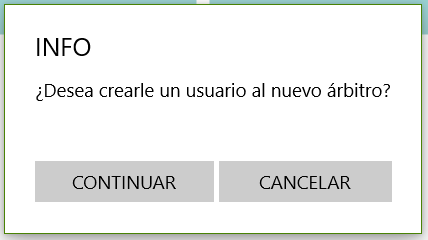 INFO
¿Desea crearle un usuario al nuevo árbitro?
CONTINUAR
CANCELAR